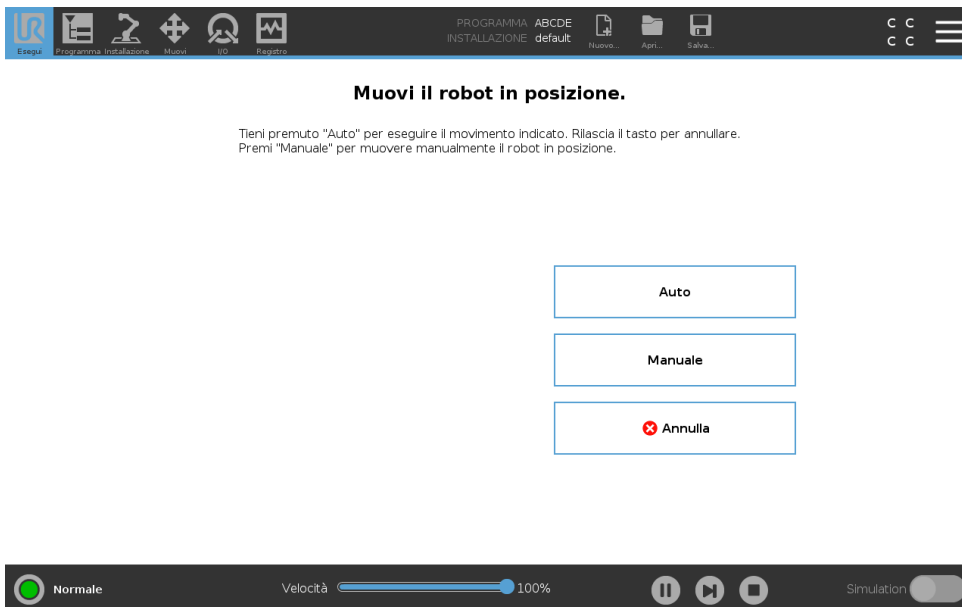 PROGRAMMA ABCDE
INSTALLAZIONE default
Esegui Programma Installazione Muovi I/O Registro Nuovo... Apri... Salva...
C C
C C
Muovi il robot in posizione.
Tieni premuto "Auto" per eseguire il movimento indicato. Rilascia il tasto per annullare.
Premi "Manuale" per muovere manualmente il robot in posizione.
Auto
Manuale
Annulla
Normale Velocità 100% Simulation